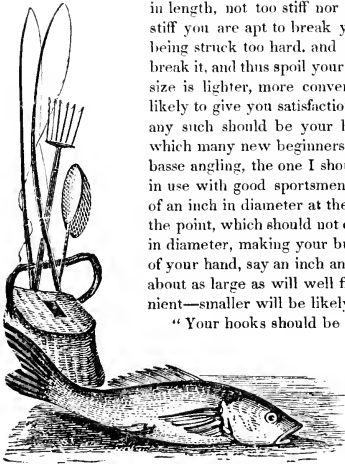 in length, not too stiff nor
stiff you are apt to break y
being struck too hard. and
break it, and thus spoil your
size is lighter, more conver
likely to give you satisfactio
any such should be your h
which many new beginners
basse angling, the one I shou
in use with good sportsmen
of an inch in diameter at the
the point, which should not e
in diameter, making your bu
of your hand, say an inch an
about as large as will well f
nient—smaller will be likely
“ Your hooks should be